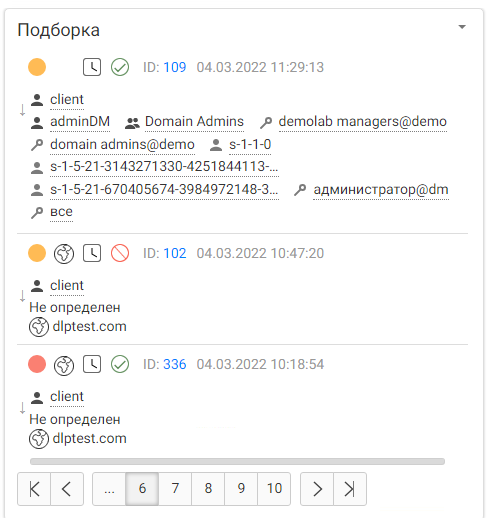 Подборка
ID: 109 04.03.2022 11:29:13
client
adminDM Domain Admins demolab managers@demo
domain admins@demo s-1-1-0
s-1-5-21-3143271330-4251844113-...
s-1-5-21-670405674-3984972148-3... администратор@dm
все
ID: 102 04.03.2022 10:47:20
client
Не определен
dlptest.com
ID: 336 04.03.2022 10:18:54
client
Не определен
dlptest.com
... 6 7 8 9 10